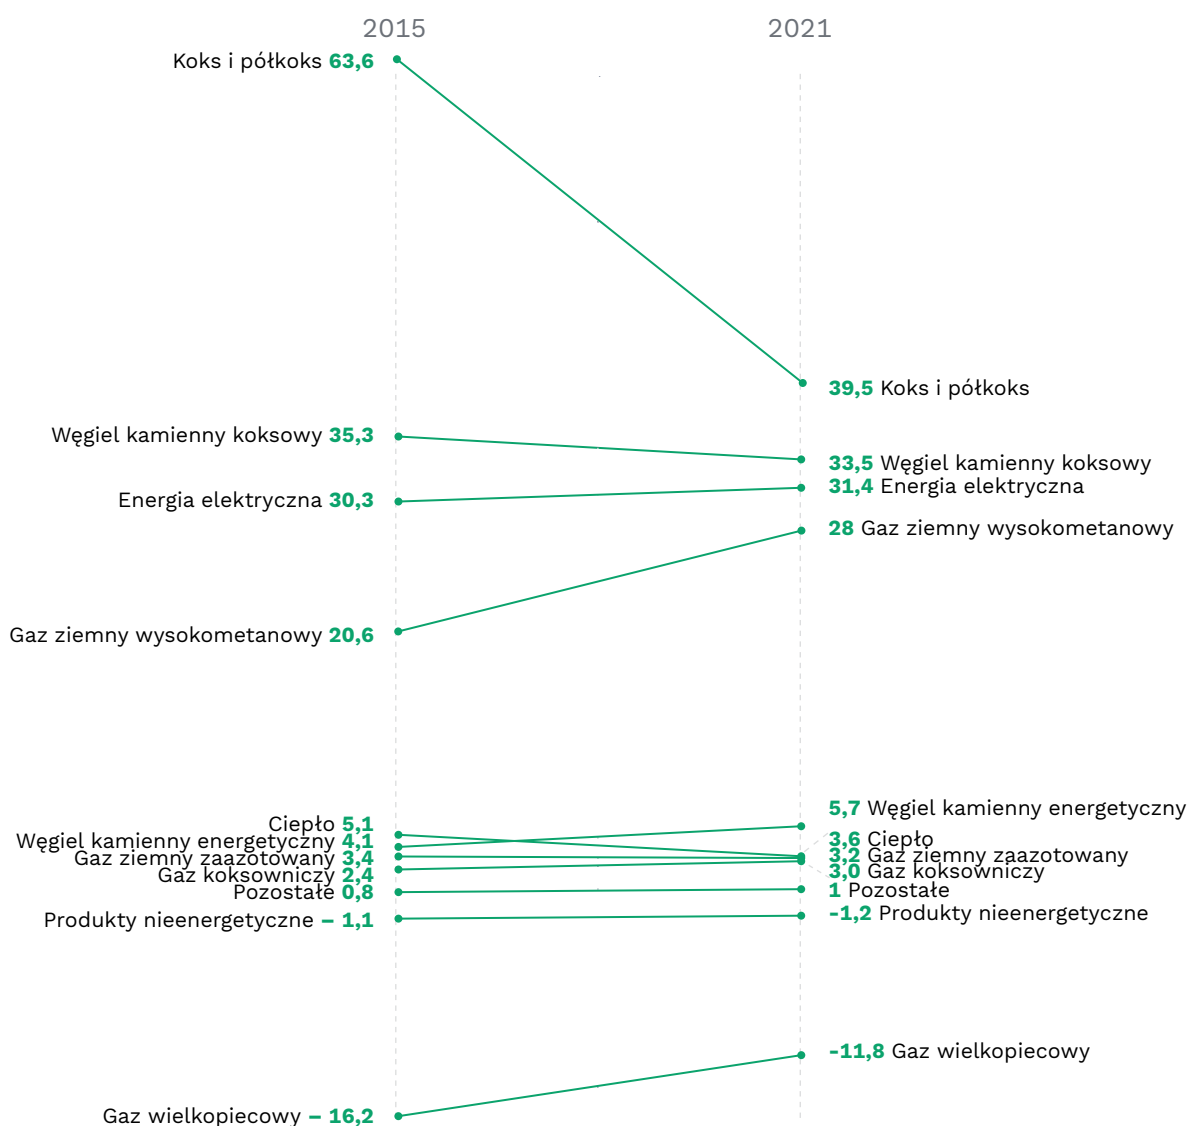 2015
2021
Koks i półkoks 63,6
39,5 Koks i półkoks
Węgiel kamienny koksowy 35,3
33,5 Węgiel kamienny koksowy
Energia elektryczna 30,3
31,4 Energia elektryczna
28 Gaz ziemny wysokometanowy
Gaz ziemny wysokometanowy 20,6
5,7 Węgiel kamienny energetyczny
Ciepło 5,1
3,6 Ciepło
Węgiel kamienny energetyczny 4,1
3,2 Gaz ziemny zaazotowany
Gaz ziemny zaazotowany 3,4
3,0 Gaz koksowniczy
Gaz koksowniczy 2,4
1 Pozostałe
Pozostałe 0,8
-1,2 Produkty nieenergetyczne
Produkty nieenergetyczne – 1,1
-11,8 Gaz wielkopiecowy
Gaz wielkopiecowy – 16,2